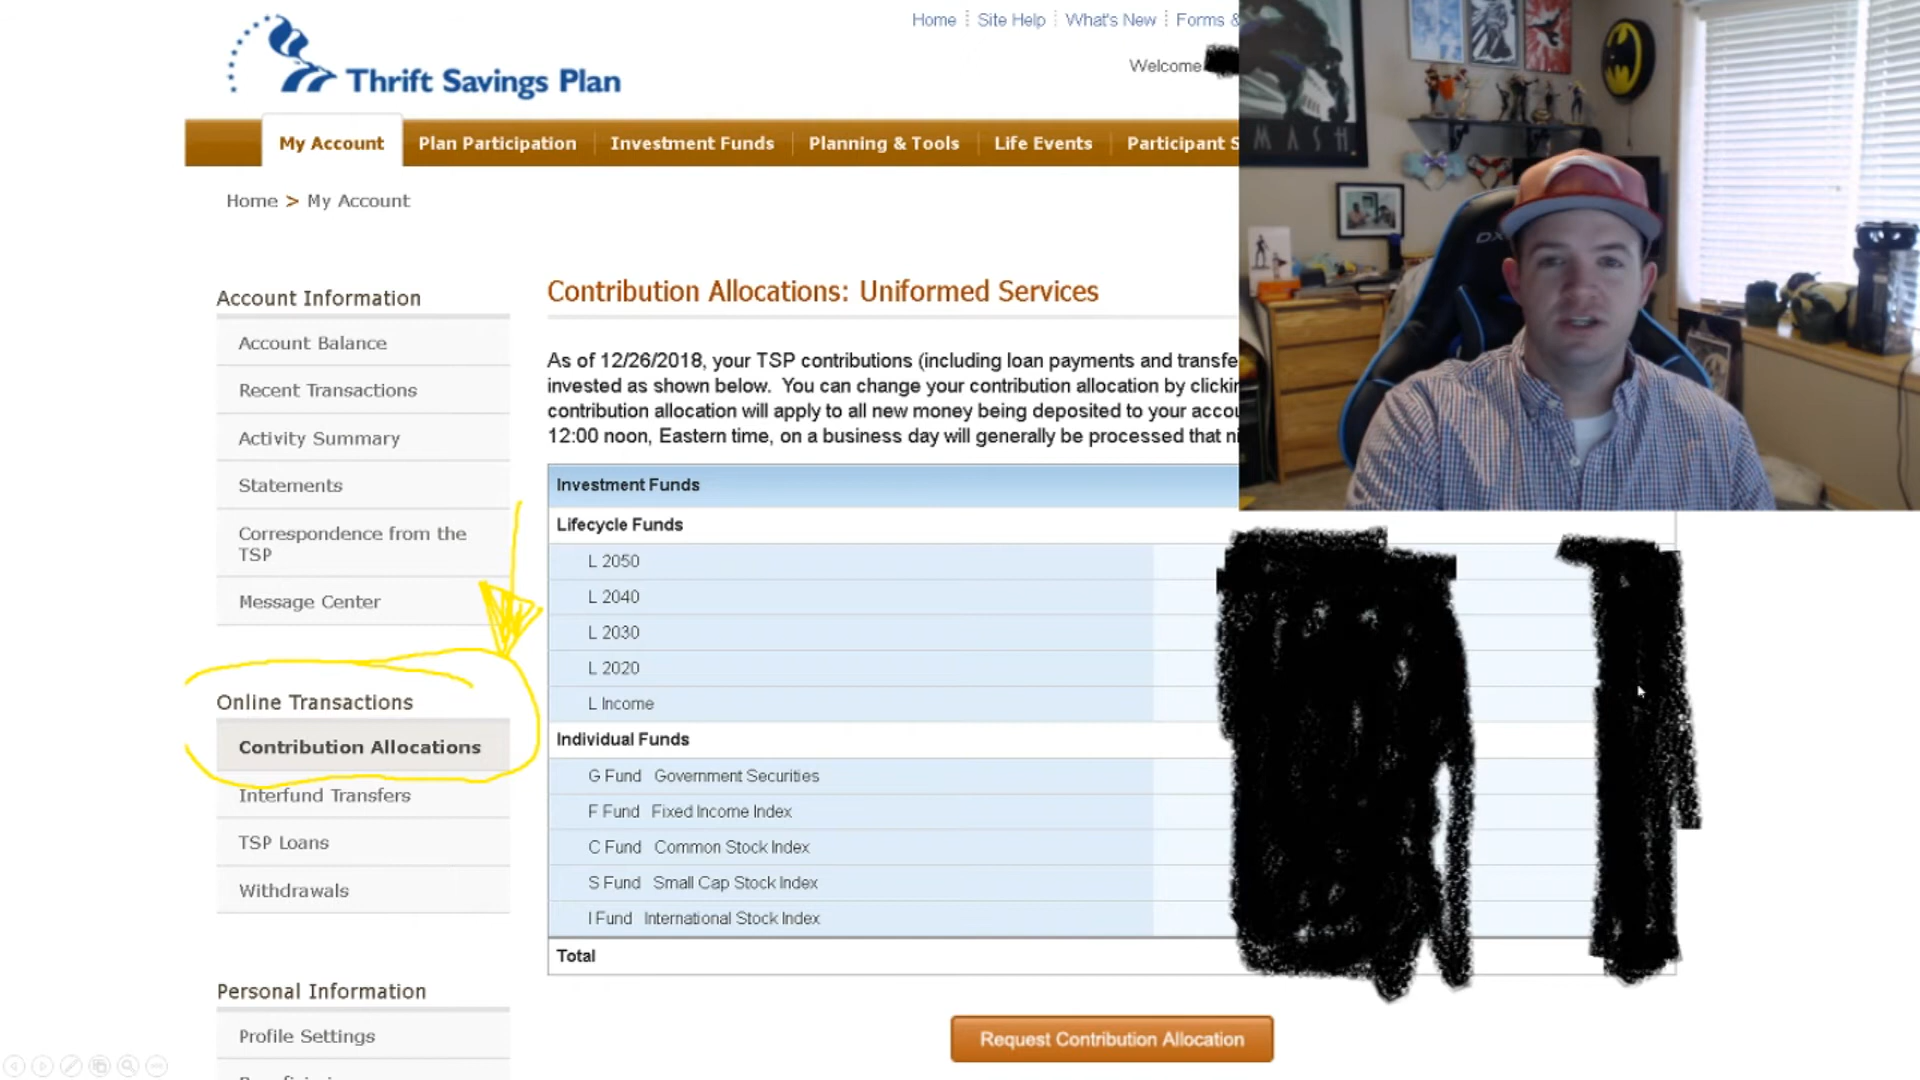 Home
Site Help
What's New
Forms &
Thrift Savings Plan
Welcome
My Account
Plan Participation
Investment Funds
Planning & Tools
Life Events
Participant S
Home > My Account
Account Information
Account Balance
Recent Transactions
Activity Summary
Statements
Correspondence from the
TSP
Message Center
Online Transactions
Contribution Allocations
Interfund Transfers
TSP Loans
Withdrawals
Personal Information
Profile Settings
Contribution Allocations: Uniformed Services
As of 12/26/2018, your TSP contributions (including loan payments and transfe
invested as shown below. You can change your contribution allocation by clickin
contribution allocation will apply to all new money being deposited to your accou
12:00 noon, Eastern time, on a business day will generally be processed that ni
Investment Funds
Lifecycle Funds
L 2050
L 2040
L 2030
L 2020
L Income
Individual Funds
G Fund Government Securities
F Fund Fixed Income Index
C Fund Common Stock Index
S Fund Small Cap Stock Index
I Fund International Stock Index
Total
Request Contribution Allocation
MASH
DX